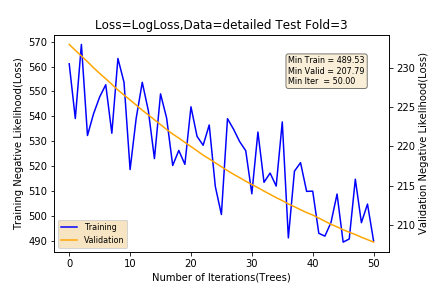 Loss=LogLoss,Data=detailed Test Fold=3
570
560
550
540
530
520
510
500
490
Training Negative Likelihood(Loss)
Min Train = 489.53
Min Valid = 207.79
Min Iter = 50.00
230
225
220
215
210
Validation Negative Likelihood(Loss)
Training
Validation
0
10
20
30
40
50
Number of Iterations(Trees)